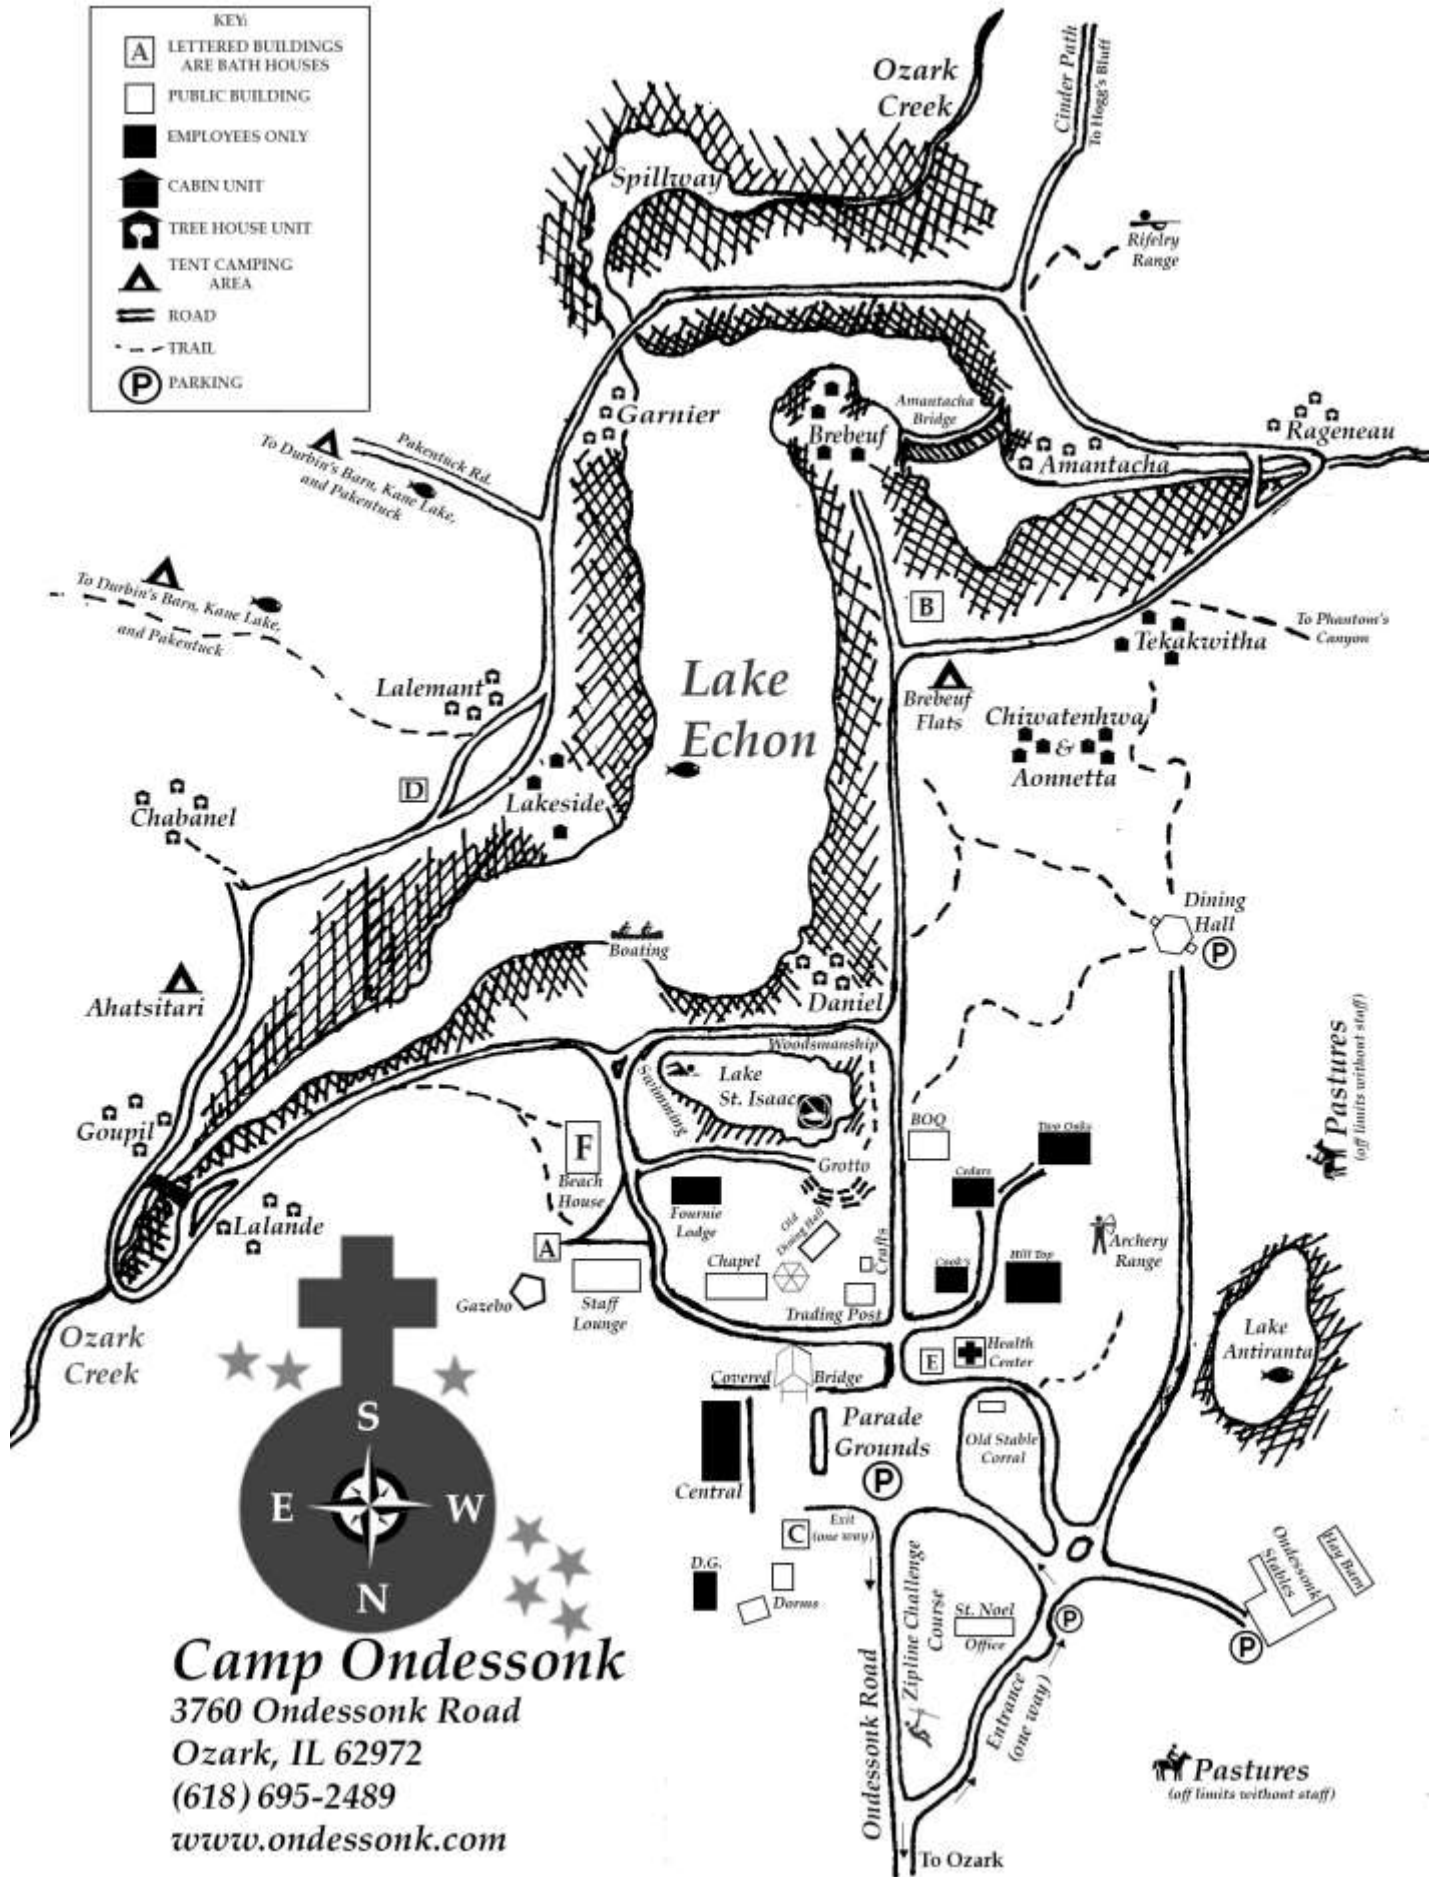 KEY:
A
LETTERED BUILDINGS
ARE BATH HOUSES
PUBLIC BUILDING
EMPLOYEES ONLY
CABIN UNIT
TREE HOUSE UNIT
TENT CAMPING
AREA
ROAD
TRAIL
P
PARKING
Ozark
Creek
Cinder Path
To Hogg's Bluff
Spillway
Rifelry
Range
Garnier
Amantacha
Bridge
Brebeuf
Rageneau
Amantacha
Pakentuck Rd.
To Durbin's Barn, Kane Lake,
and Pakentuck
To Durbin's Barn, Kane Lake,
and Pakentuck
B
To Phantom's
Canyon
Tekakwitha
Lalemant
Lake
Echon
Brebeuf
Flats
Chiwatenhwa
&
Aonnetta
D
Lakeside
Chabanel
Dining
Hall
P
Boating
Ahatsitari
Daniel
Woodsmanship
Swimming
Lake
St. Isaac
Pastures
(off limits without staff)
Goupil
F
Beach
House
BOQ
Two Oaks
Grotto
Cedars
Fournie
Lodge
Lalande
Old
Dining Hall
Crafts
Archery
Range
A
Chapel
Cook's
Hill Top
Gazebo
Staff
Lounge
Trading Post
Lake
Antiranta
Ozark
Creek
E
Health
Center
Covered
Bridge
Parade
Grounds
P
Old Stable
Corral
Central
S
E
W
N
C
Exit
(one way)
D.G.
Dorms
Zipline Challenge
Course
St. Noel
Office
P
Ondessonk
Stables
Hay Barn
P
Ondessonk Road
Entrance
(one way)
Camp Ondessonk
3760 Ondessonk Road
Ozark, IL 62972
(618) 695-2489
www.ondessonk.com
Pastures
(off limits without staff)
To Ozark